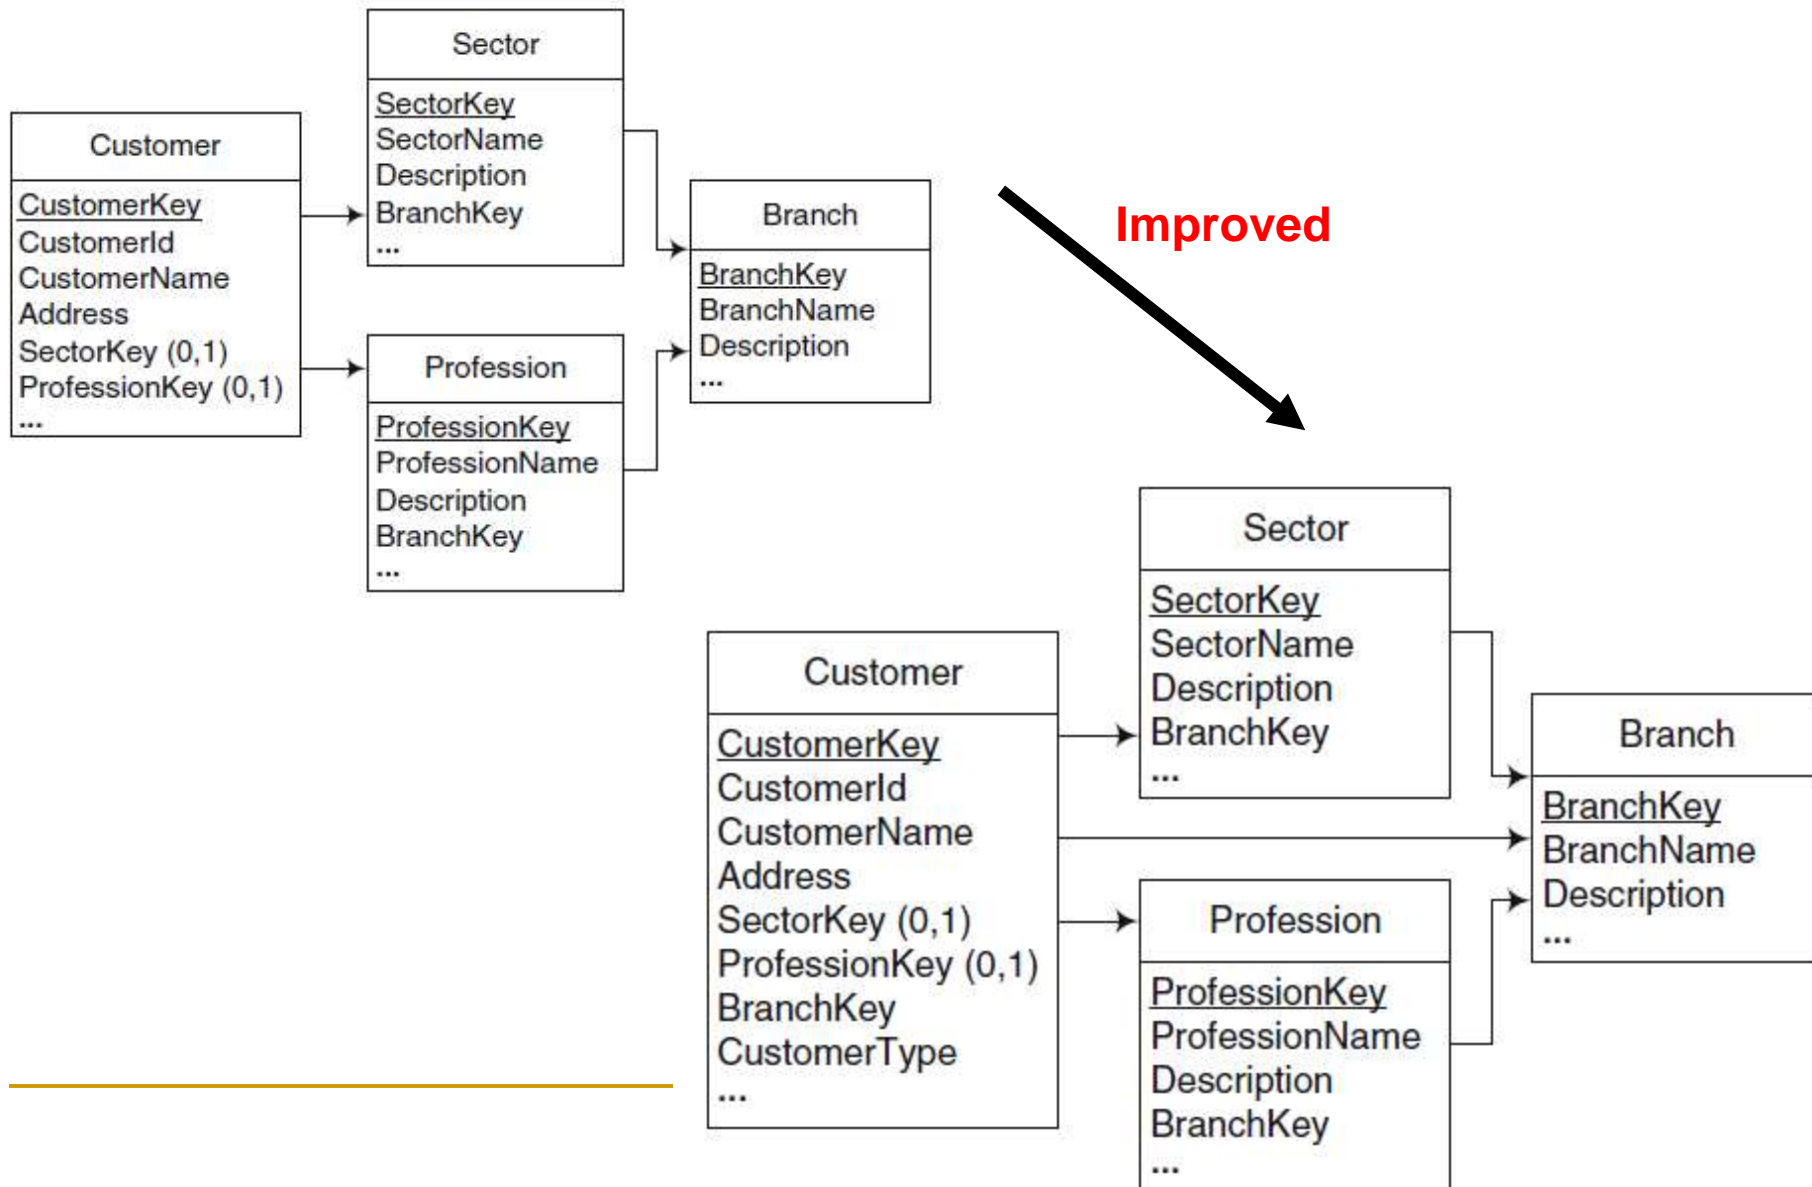 Customer
CustomerKey
CustomerId
CustomerName
Address
SectorKey (0,1)
ProfessionKey (0,1)
...
Sector
SectorKey
SectorName
Description
BranchKey
...
Profession
ProfessionKey
ProfessionName
Description
BranchKey
...
Branch
BranchKey
BranchName
Description
...
Improved
Customer
CustomerKey
CustomerId
CustomerName
Address
SectorKey (0,1)
ProfessionKey (0,1)
BranchKey
CustomerType
...
Sector
SectorKey
SectorName
Description
BranchKey
...
Profession
ProfessionKey
ProfessionName
Description
BranchKey
...
Branch
BranchKey
BranchName
Description
...